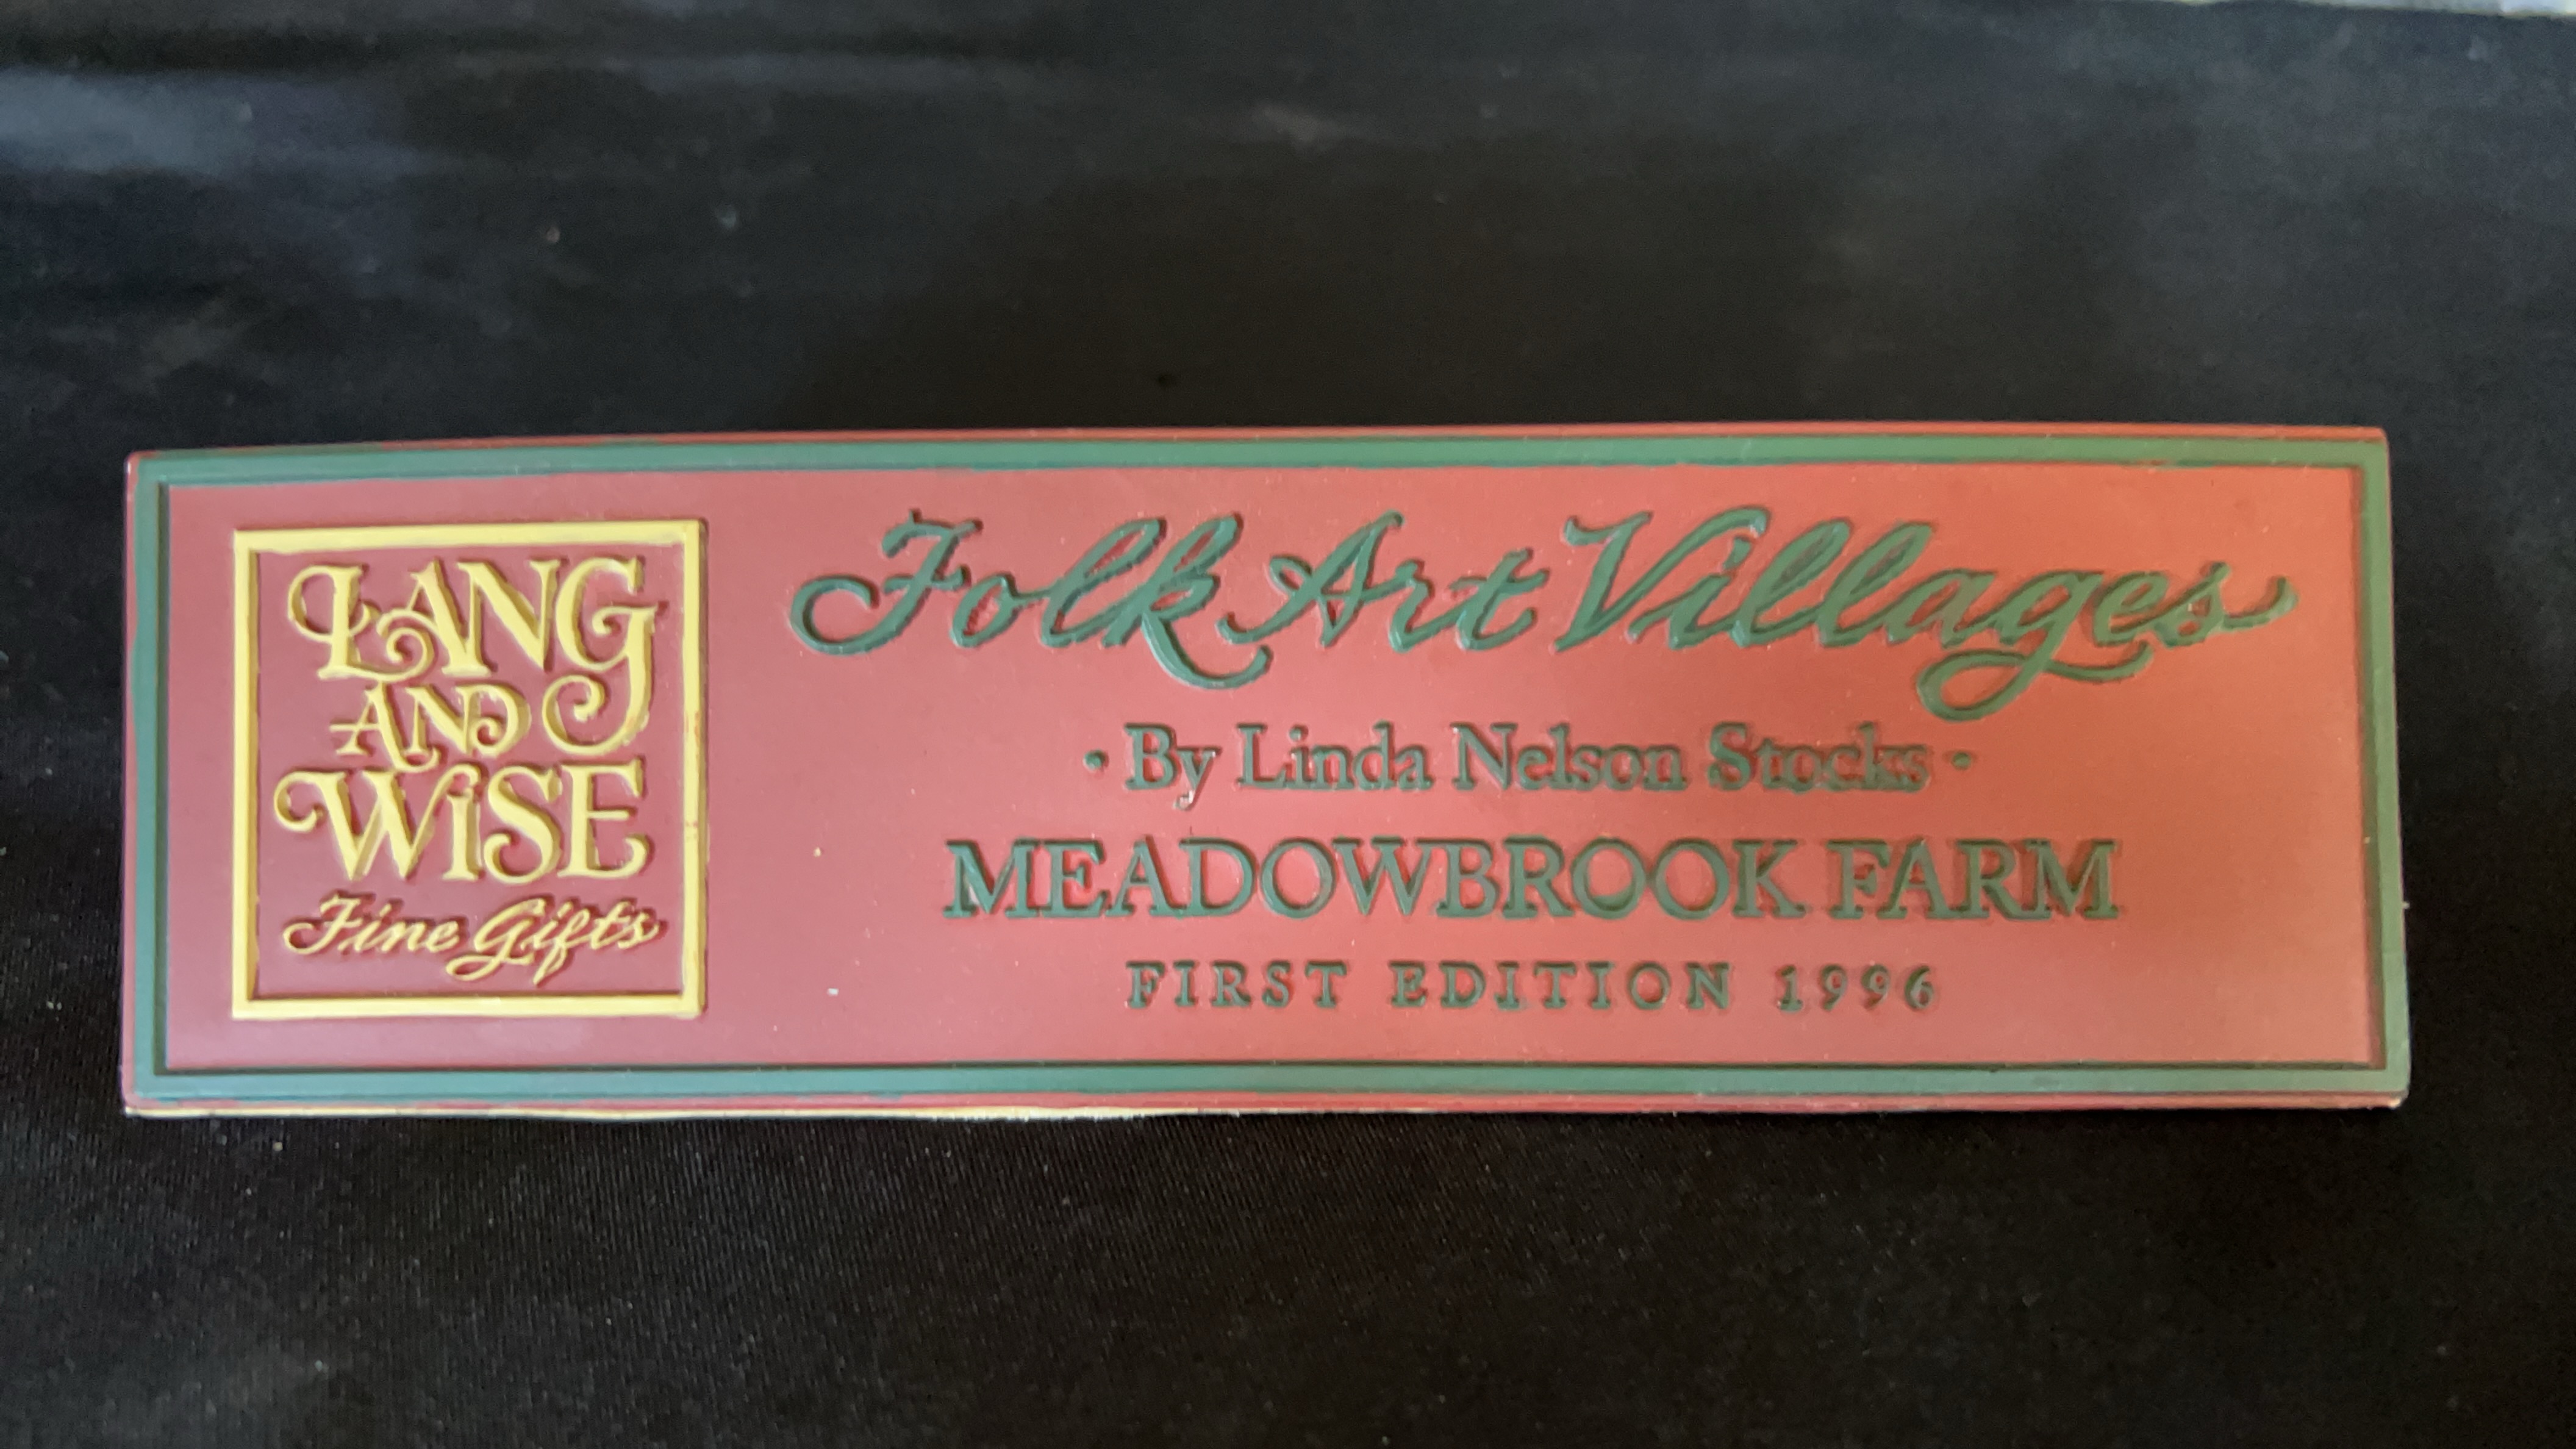 LANG
AND
WISE
Fine Gifts
Folk Art Villages
• By Linda Nelson Stocks •
MEADOWBROOK FARM
FIRST EDITION 1996